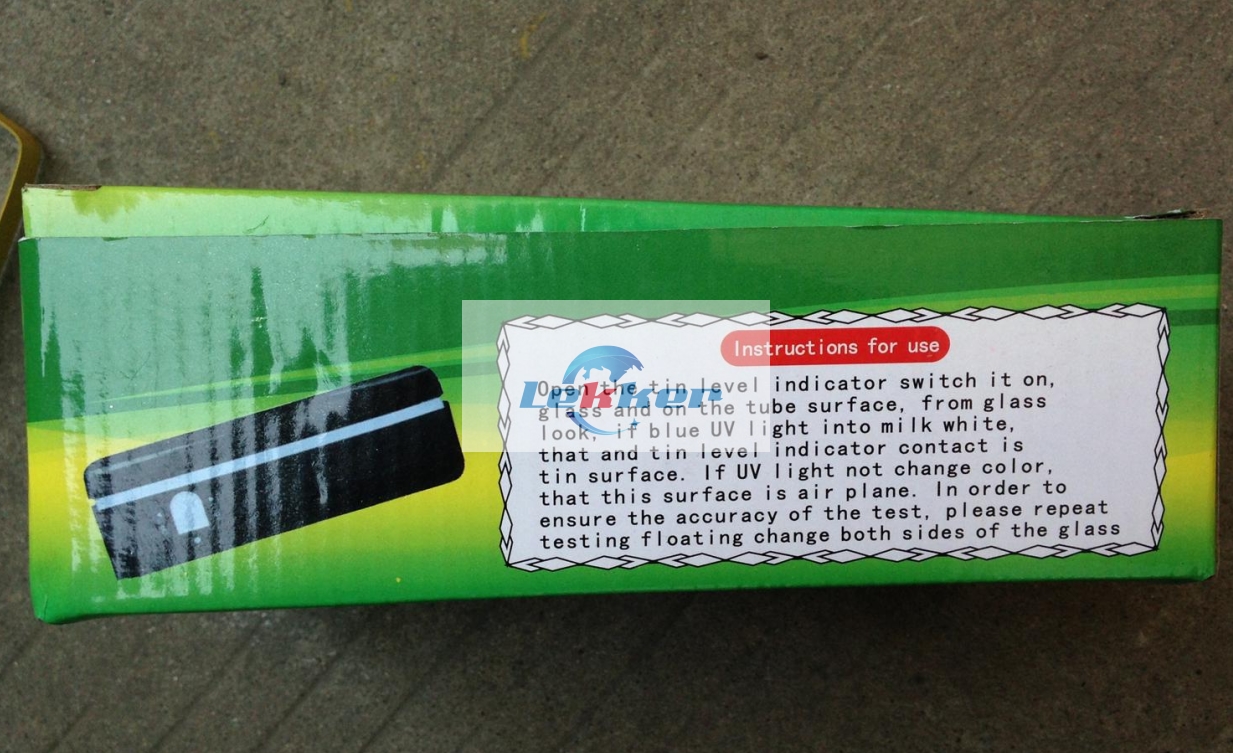 Instructions for use
Open the tin level indicator switch it on,
glass and on the tube surface, from glass
look, if blue UV light into milk white,
that and tin level indicator contact is
tin surface. If UV light not change color,
that this surface is air plane. In order to
ensure the accuracy of the test, please repeat
testing floating change both sides of the glass
Lekker